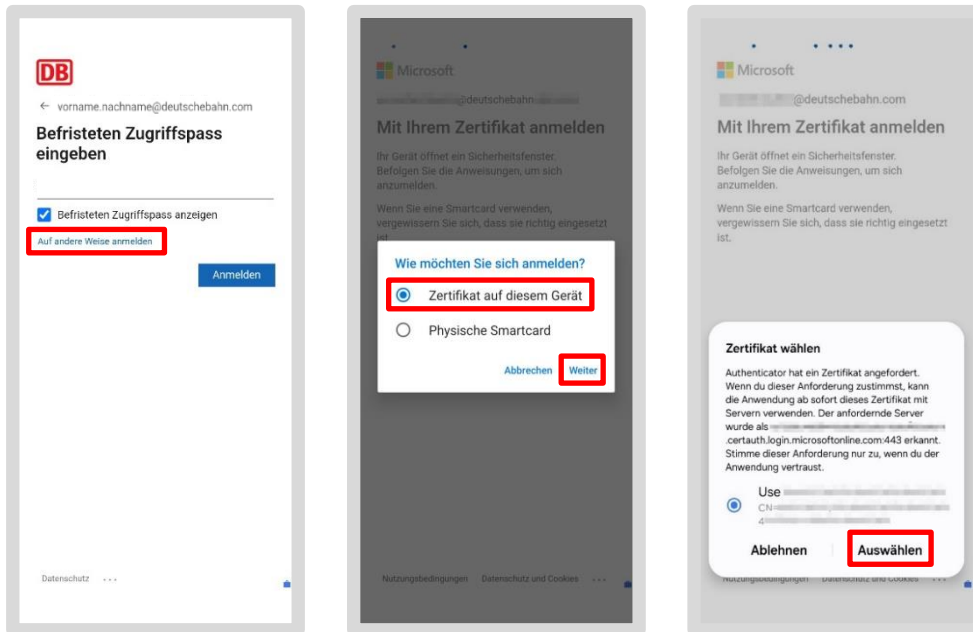 DB
← vorname.nachname@deutschebahn.com
Befristeten Zugriffspass
eingeben
Befristeten Zugriffspass anzeigen
Auf andere Weise anmelden
Anmelden
Datenschutz ...
Microsoft
@deutschebahn
Mit Ihrem Zertifikat anmelden
Ihr Gerät öffnet ein Sicherheitsfenster.
Befolgen Sie die Anweisungen, um sich
anzumelden.
Wenn Sie eine Smartcard verwenden,
vergewissern Sie sich, dass sie richtig eingesetzt
ist.
Wie möchten Sie sich anmelden?
Zertifikat auf diesem Gerät
Physische Smartcard
Abbrechen Weiter
Nutzungsbedingungen Datenschutz und Cookies ...
Microsoft
@deutschebahn.com
Mit Ihrem Zertifikat anmelden
Ihr Gerät öffnet ein Sicherheitsfenster.
Befolgen Sie die Anweisungen, um sich
anzumelden.
Wenn Sie eine Smartcard verwenden,
vergewissern Sie sich, dass sie richtig eingesetzt
ist.
Zertifikat wählen
Authenticator hat ein Zertifikat angefordert.
Wenn du dieser Anforderung zustimmst, kann
die Anwendung ab sofort dieses Zertifikat mit
Servern verwenden. Der anfordernde Server
wurde als
.certauth.login.microsoftonline.com:443 erkannt.
Stimme dieser Anforderung nur zu, wenn du der
Anwendung vertraust.
Use
CN
4
Ablehnen Auswählen
Nutzungsbedingungen Datenschutz und Cookies ...